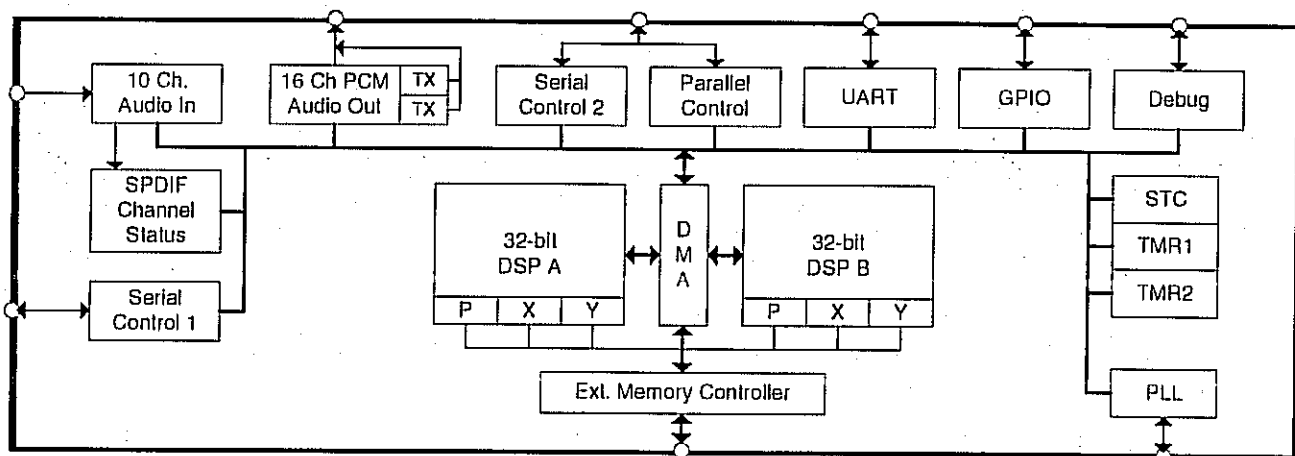 10 Ch.
Audio In
16 Ch PCM
Audio Out
TX
TX
Serial
Control 2
Parallel
Control
UART
GPIO
Debug
SPDIF
Channel
Status
Serial
Control 1
32-bit
DSP A
P X Y
D
M
A
32-bit
DSP B
P X Y
STC
TMR1
TMR2
Ext. Memory Controller
PLL